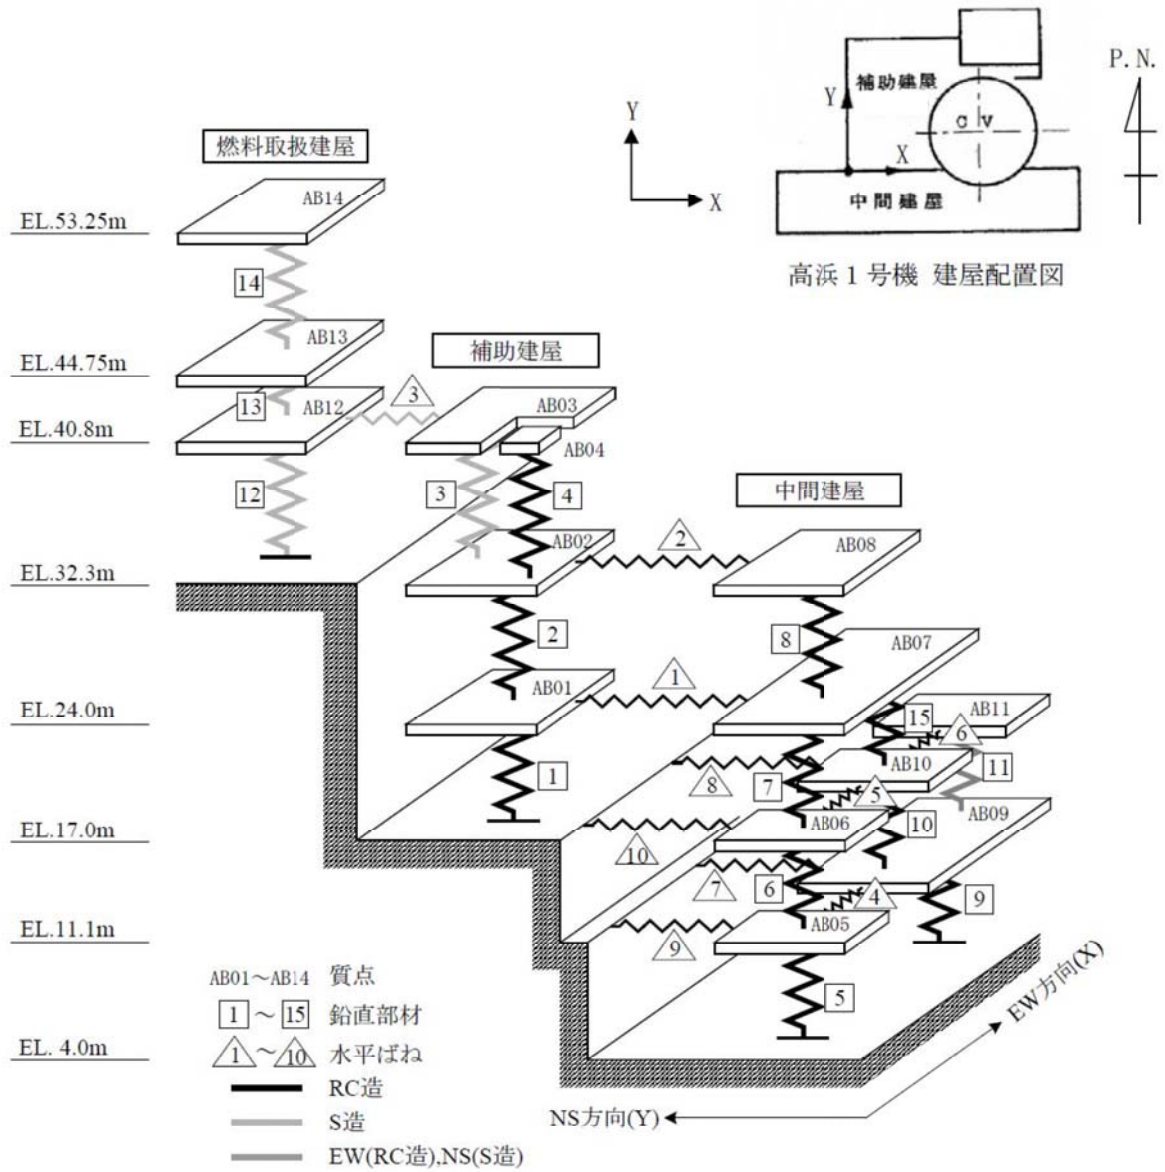 P. N.
補助建屋
Y
C V
X
中間建屋
高浜 1 号機 建屋配置図
Y
X
燃料取扱建屋
AB14
EL.53.25m
14
AB13
EL.44.75m
13
AB12
3
補助建屋
AB03
EL.40.8m
AB04
12
3
4
中間建屋
AB02
2
AB08
EL.32.3m
2
8
AB07
AB01
1
EL.24.0m
15
AB11
6
1
8
7
AB10
5
11
EL.17.0m
AB06
10
AB09
10
7
6
4
9
EL.11.1m
9
AB05
5
EL. 4.0m
EW方向(X)
NS方向(Y)
AB01～AB14 質点
1 ～ 15 鉛直部材
1 ～ 10 水平ばね
RC造
S造
EW(RC造),NS(S造)